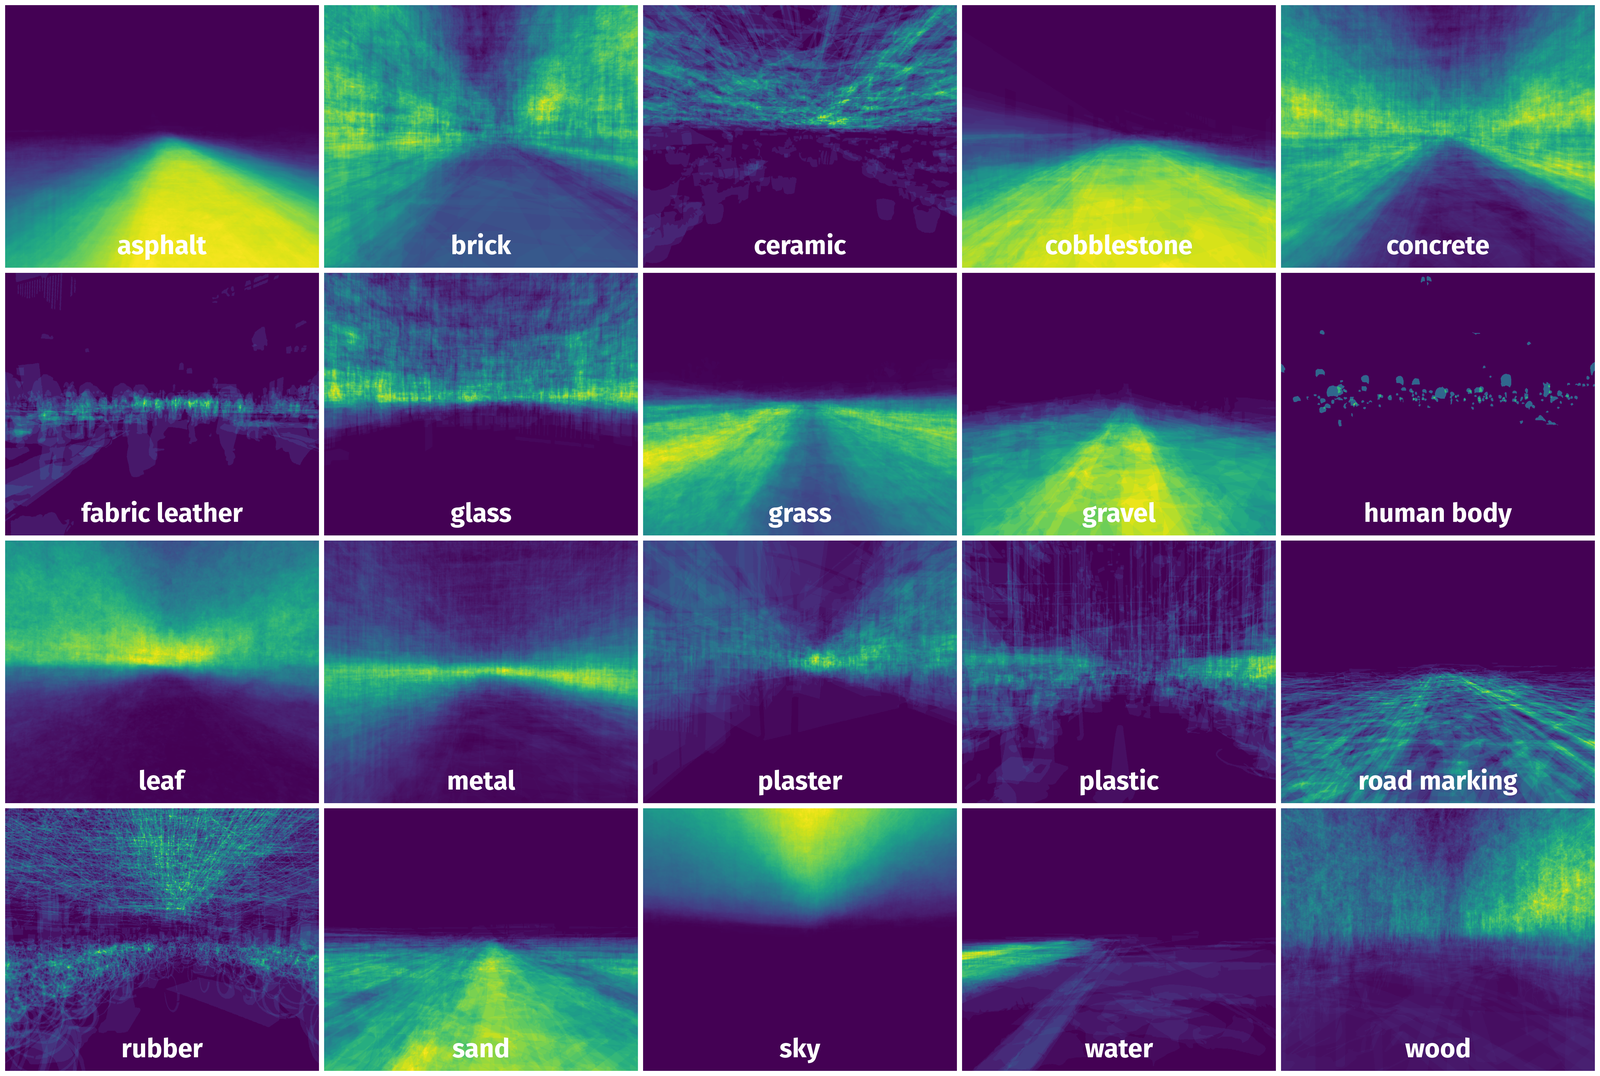 asphalt
brick
ceramic
cobblestone
concrete
fabric leather
glass
grass
gravel
human body
leaf
metal
plaster
plastic
road marking
rubber
sand
sky
water
wood